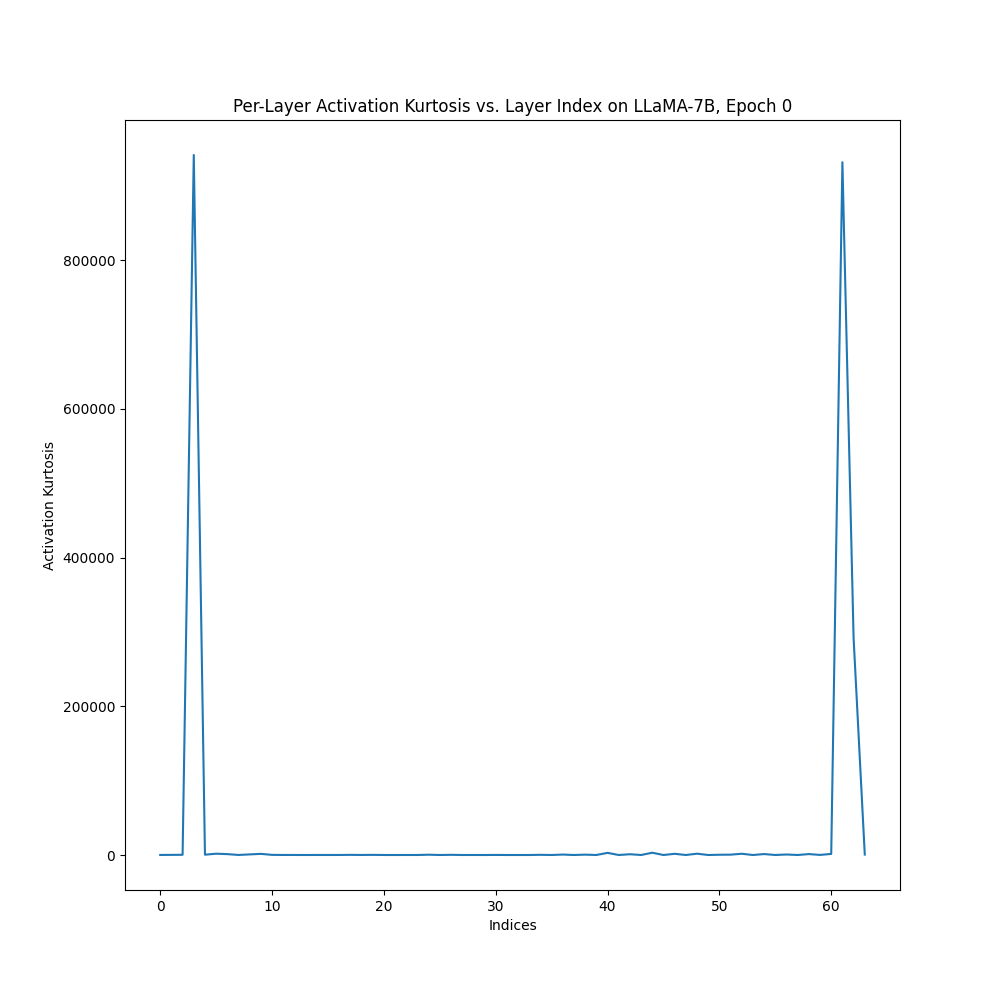 Per-Layer Activation Kurtosis vs. Layer Index on LLaMA-7B, Epoch 0
800000
600000
400000
200000
0
Activation Kurtosis
0 10 20 30 40 50 60
Indices